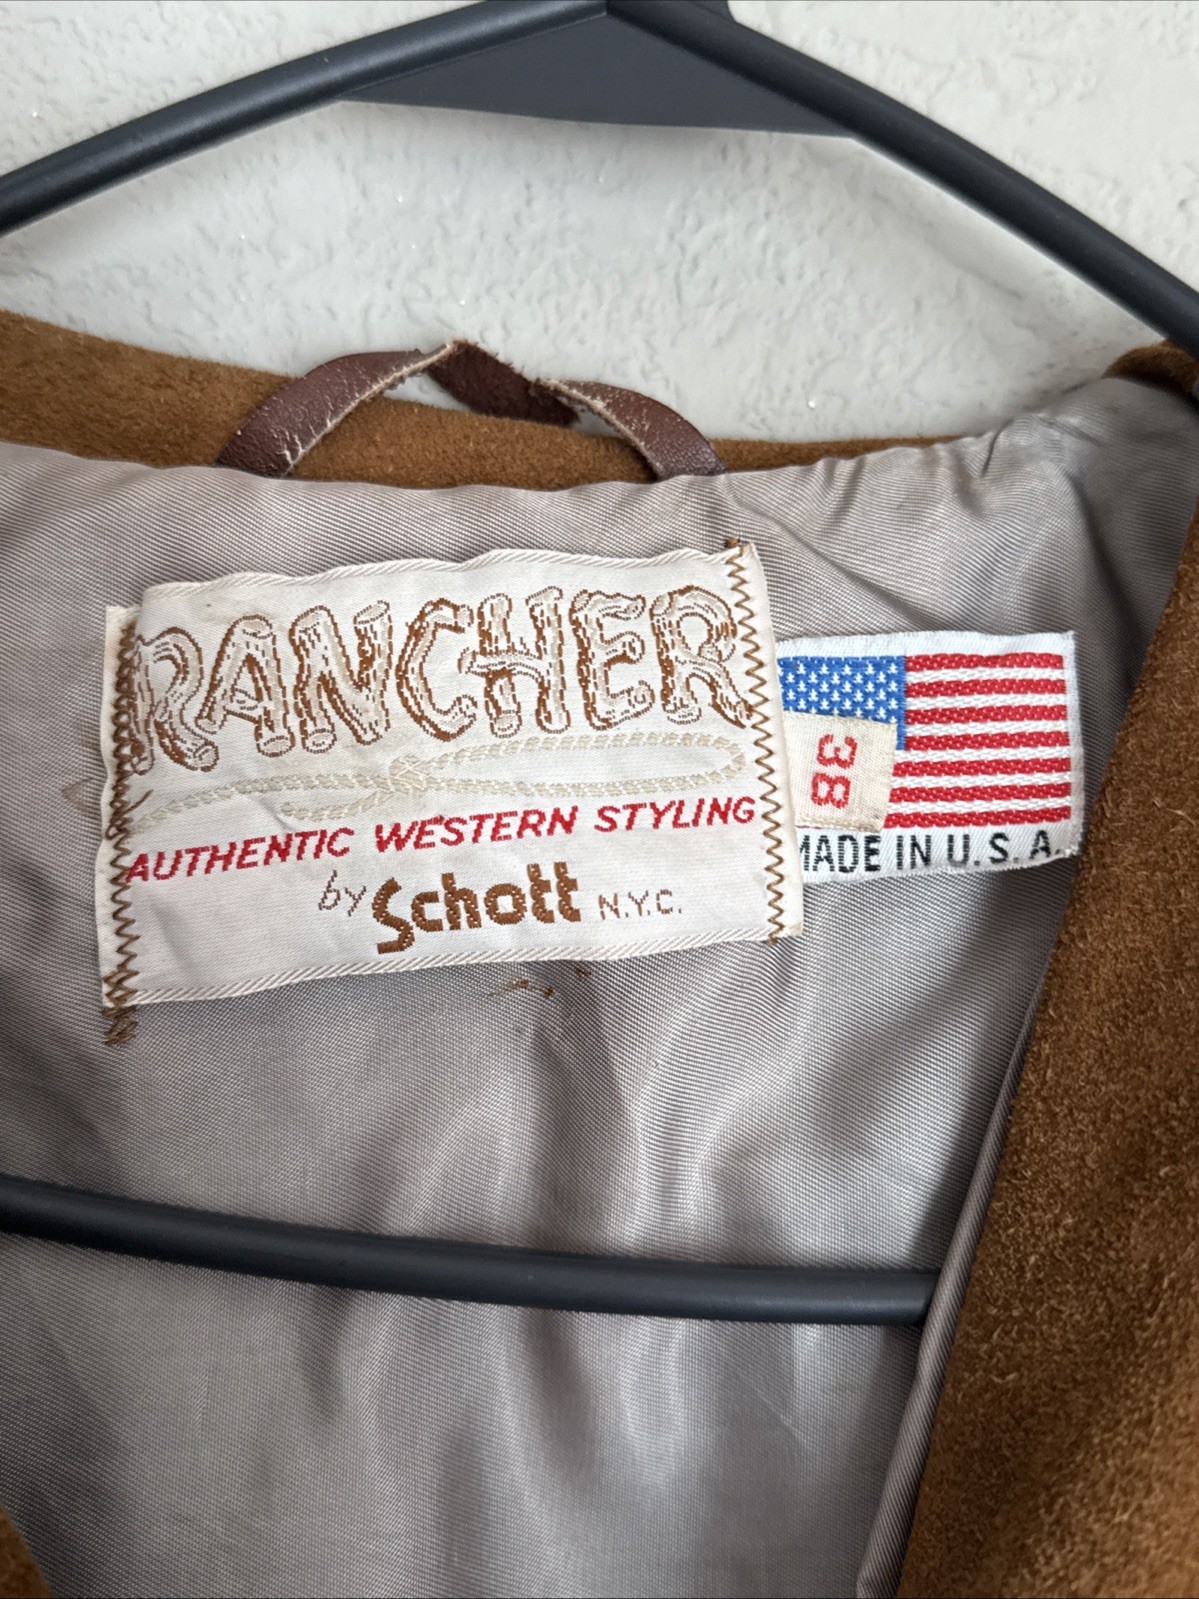 RANCHER
AUTHENTIC WESTERN STYLING
by Schott N.Y.C.
38
MADE IN U.S.A.